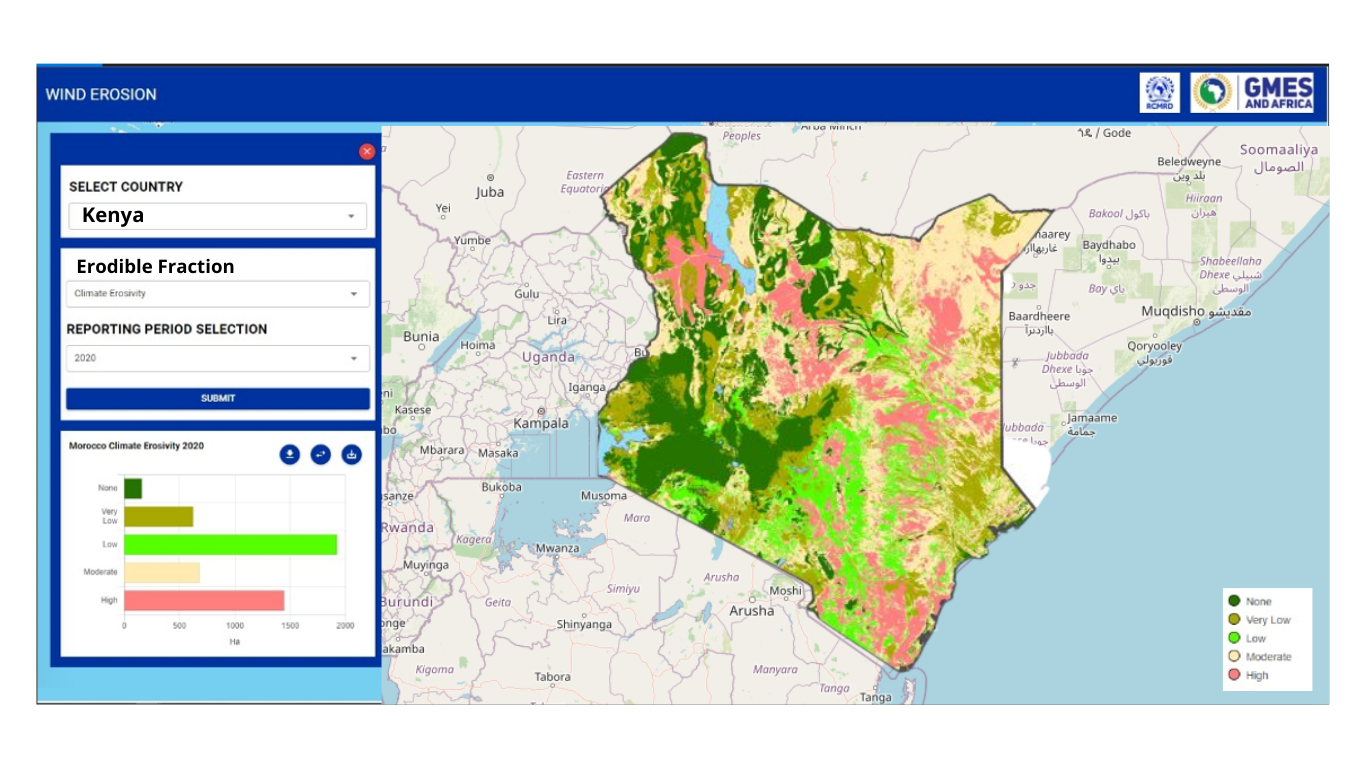 WIND EROSION
RCMRD
GMES
AND AFRICA
SELECT COUNTRY
Kenya
Erodible Fraction
Climate Erosivity
REPORTING PERIOD SELECTION
2020
SUBMIT
Morocco Climate Erosivity 2020
None
Very
Low
Low
Moderate
High
0 500 1000 1500 2000
Ha
Peoples
Arba Minch
/ Gode
Soomaaliya
الصومال
Beledweyne
بلد وين
Juba
Eastern
Equatoria
Yei
Hiiraan
هيران
Bakool باكول
Yumbe
Baydhabo
بيدوا
Shabeellaha
Dhexe شبيلي
الوسطى
Bay باي
Gulu
Lira
Baardheere
بااردىرآ
Muqdisho مقديشو
Bunia
Hoima
Uganda
Qoryooley
قوريولي
Jubbada
Dhexe جوبا
الوسطى
Iganga
Kasese
Kampala
Jamaame
جمامة
Jubbada
Mbarara
Masaka
Bukoba
Musoma
Mara
Rwanda
Kagera
Mwanza
Muyinga
Arusha
Simiyu
Moshi
Burundi
Geita
Arusha
Shinyanga
Kigoma
Tabora
Manyara
Tanga
Tanga
None
Very Low
Low
Moderate
High